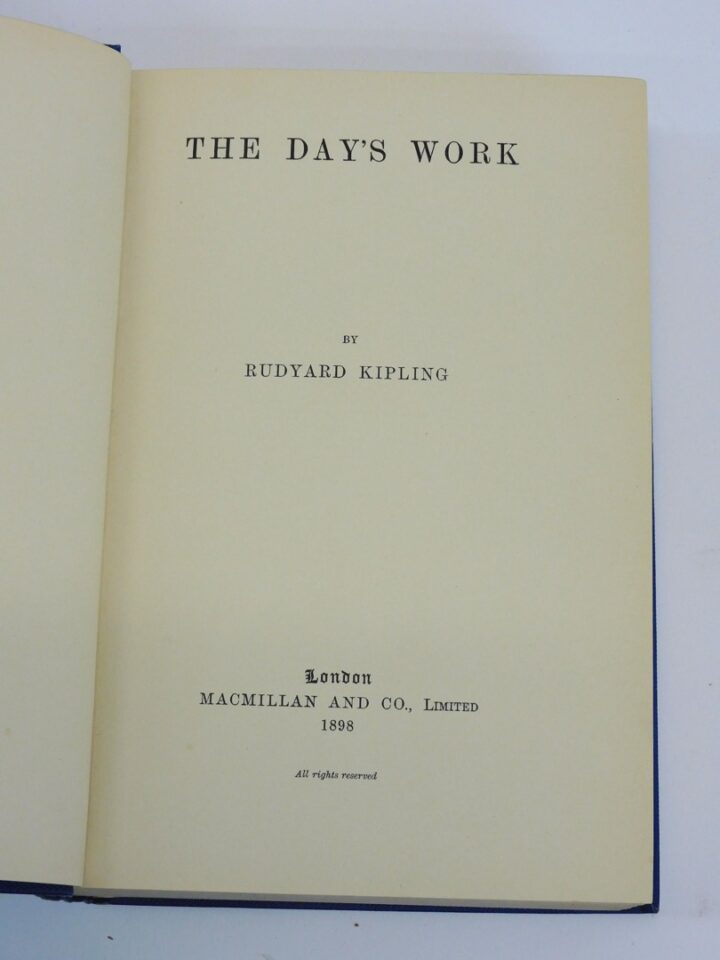 THE DAY'S WORK
BY
RUDYARD KIPLING
London
MACMILLAN AND CO., LIMITED
1898
All rights reserved